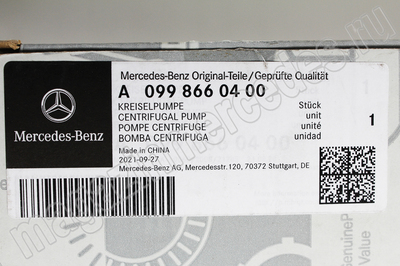 Mercedes-Benz Original-Teile/Geprüfte Qualität
A 099 866 04 00
KREISELPUMPE Stück
CENTRIFUGAL PUMP unit
POMPE CENTRIFUGE unité 1
BOMBA CENTRIFUGA unidad
Made in CHINA
2021-09-27
Mercedes-Benz AG, Mercedesstr.120, 70372 Stuttgart, DE
Mercedes-Benz
GenuineP